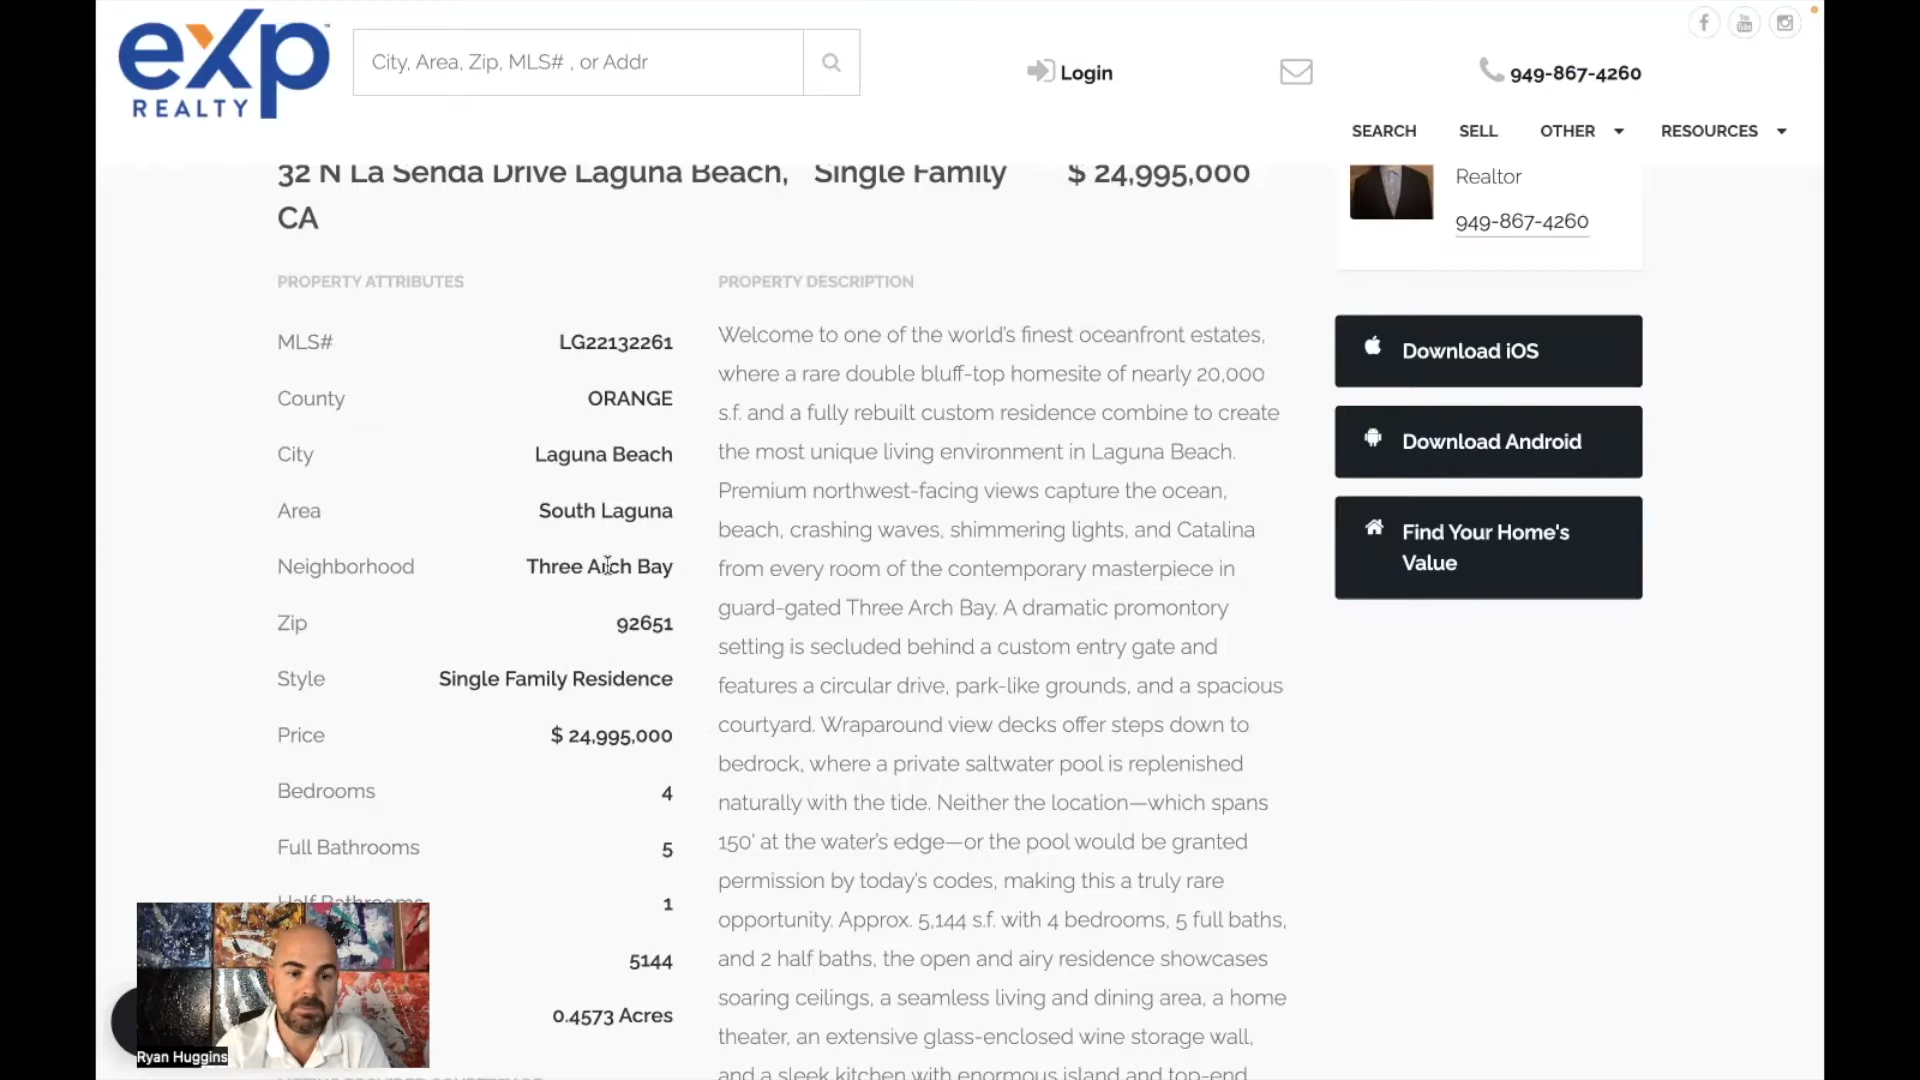 exp
REALTY
City, Area, Zip, MLS# , or Addr
Login
949-867-4260
SEARCH
SELL
OTHER
RESOURCES
32 N La Senda Drive Laguna Beach,
CA
Single Family
$ 24,995,000
Realtor
949-867-4260
PROPERTY ATTRIBUTES
MLS# LG22132261
County ORANGE
City Laguna Beach
Area South Laguna
Neighborhood Three Arch Bay
Zip 92651
Style Single Family Residence
Price $ 24,995,000
Bedrooms 4
Full Bathrooms 5
Half Bathrooms 1
5144
0.4573 Acres
PROPERTY DESCRIPTION
Welcome to one of the world's finest oceanfront estates,
where a rare double bluff-top homesite of nearly 20,000
s.f. and a fully rebuilt custom residence combine to create
the most unique living environment in Laguna Beach.
Premium northwest-facing views capture the ocean,
beach, crashing waves, shimmering lights, and Catalina
from every room of the contemporary masterpiece in
guard-gated Three Arch Bay. A dramatic promontory
setting is secluded behind a custom entry gate and
features a circular drive, park-like grounds, and a spacious
courtyard. Wraparound view decks offer steps down to
bedrock, where a private saltwater pool is replenished
naturally with the tide. Neither the location—which spans
150' at the water's edge—or the pool would be granted
permission by today's codes, making this a truly rare
opportunity. Approx. 5,144 s.f. with 4 bedrooms, 5 full baths,
and 2 half baths, the open and airy residence showcases
soaring ceilings, a seamless living and dining area, a home
theater, an extensive glass-enclosed wine storage wall,
and a sleek kitchen with enormous island and top-end
Download iOS
Download Android
Find Your Home's
Value
Ryan Huggins